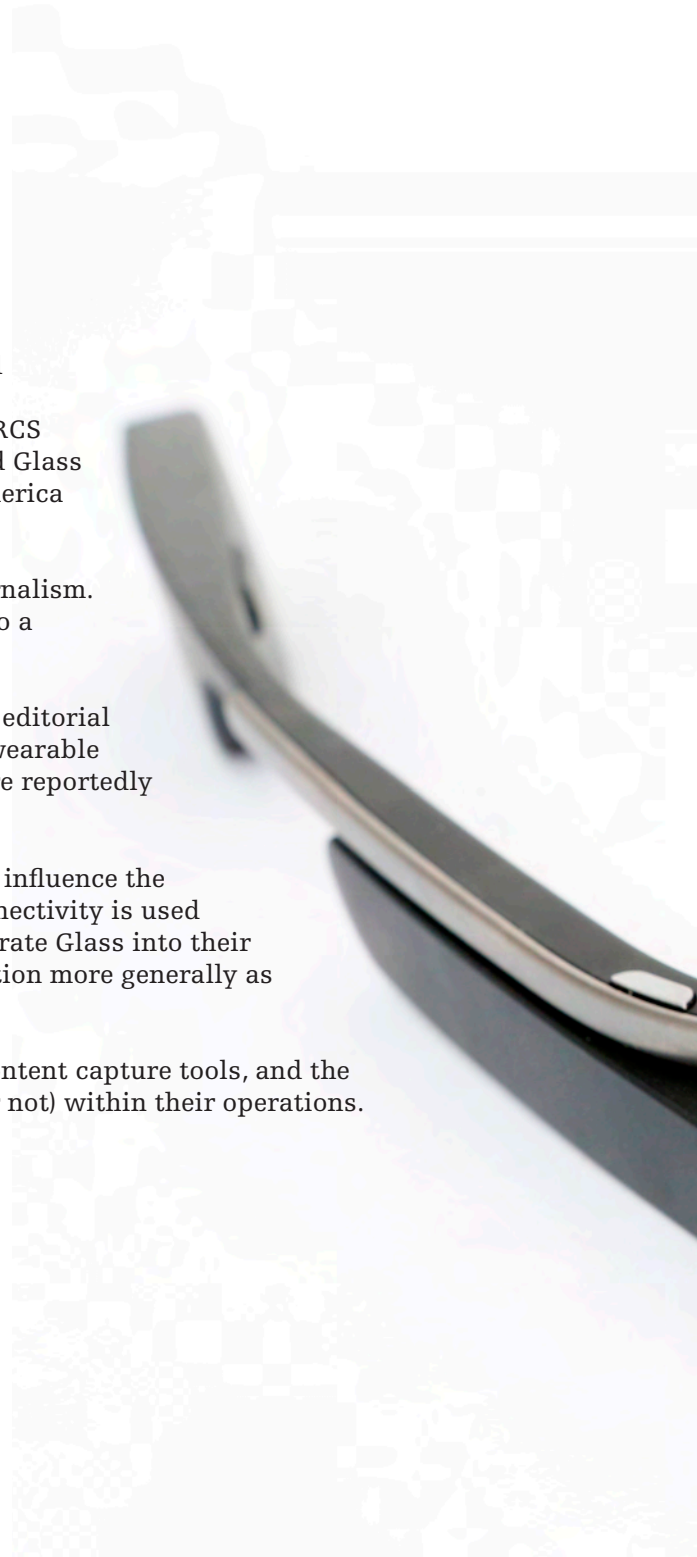 RCS
Glass
erica
nalism.
o a
editorial
wearable
e reportedly
influence the
nectivity is used
rate Glass into their
tion more generally as
ntent capture tools, and the
not) within their operations.